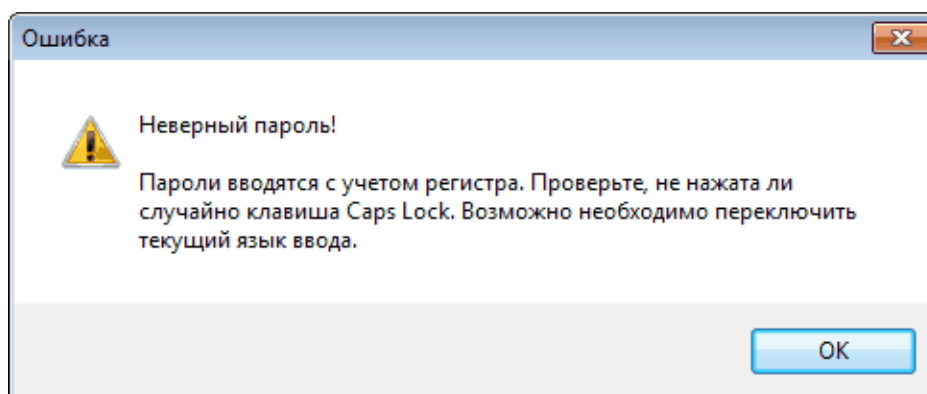 Ошибка
Неверный пароль!
Пароли вводятся с учетом регистра. Проверьте, не нажата ли
случайно клавиша Caps Lock. Возможно необходимо переключить
текущий язык ввода.
OK